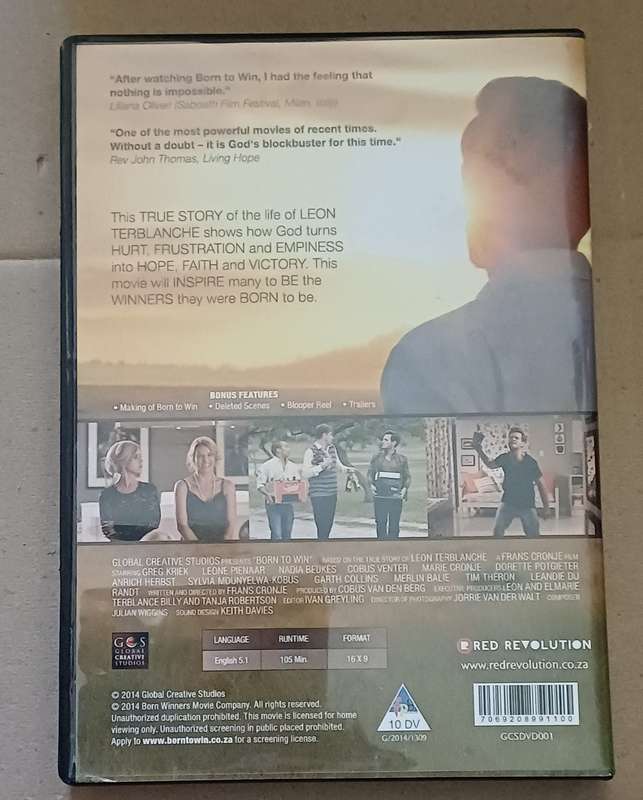 "After watching Born to Win, I had the feeling that
nothing is impossible."
Liliana Olivieri (Sabaoth Film Festival, Milan, Italy)
"One of the most powerful movies of recent times.
Without a doubt – it is God's blockbuster for this time."
Rev John Thomas, Living Hope
This TRUE STORY of the life of LEON
TERBLANCHE shows how God turns
HURT, FRUSTRATION and EMPINESS
into HOPE, FAITH and VICTORY. This
movie will INSPIRE many to BE the
WINNERS they were BORN to be.
BONUS FEATURES
• Making of Born to Win • Deleted Scenes • Blooper Reel • Trailers
GLOBAL CREATIVE STUDIOS PRESENTS "BORN TO WIN" BASED ON THE TRUE STORY OF LEON TERBLANCHE A FRANS CRONJE FILM
STARRING GREG KRIEK LEONE PIENAAR NADIA BEUKES COBUS VENTER MARIE CRONJE DORETTE POTGIETER
ANRICH HERBST SYLVIA MDUNYELWA-KOBUS GARTH COLLINS MERLIN BALIE TIM THERON LEANDIE DU
RANDT WRITTEN AND DIRECTED BY FRANS CRONJE PRODUCED BY COBUS VAN DEN BERG EXECUTIVE PRODUCERS LEON AND ELMARIE
TERBLANCHE BILLY AND TANJA ROBERTSON EDITOR IVAN GREYLING DIRECTOR OF PHOTOGRAPHY JORRIE VAN DER WALT COMPOSER
JULIAN WIGGINS SOUND DESIGN KEITH DAVIES
GCS
GLOBAL
CREATIVE
STUDIOS
LANGUAGE RUNTIME FORMAT
English 5.1 105 Min. 16 X 9
RED REVOLUTION
www.redrevolution.co.za
© 2014 Global Creative Studios
© 2014 Born Winners Movie Company. All rights reserved.
Unauthorized duplication prohibited. This movie is licensed for home
viewing only. Unauthorized screening in public placed prohibited.
Apply to www.borntowin.co.za for a screening license.
10 DV
G/2014/1309
7069208991100
GCSDVD001